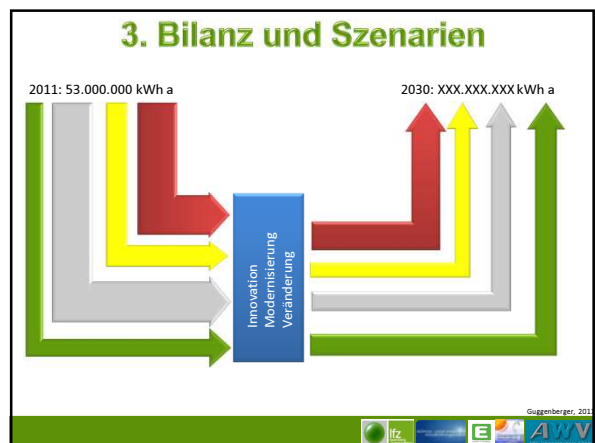 3. Bilanz und Szenarien
2011: 53.000.000 kWh a
2030: XXX.XXX.XXX kWh a
Innovation
Modernisierung
Veränderung
Guggenberger, 201
lfz
E
AWV